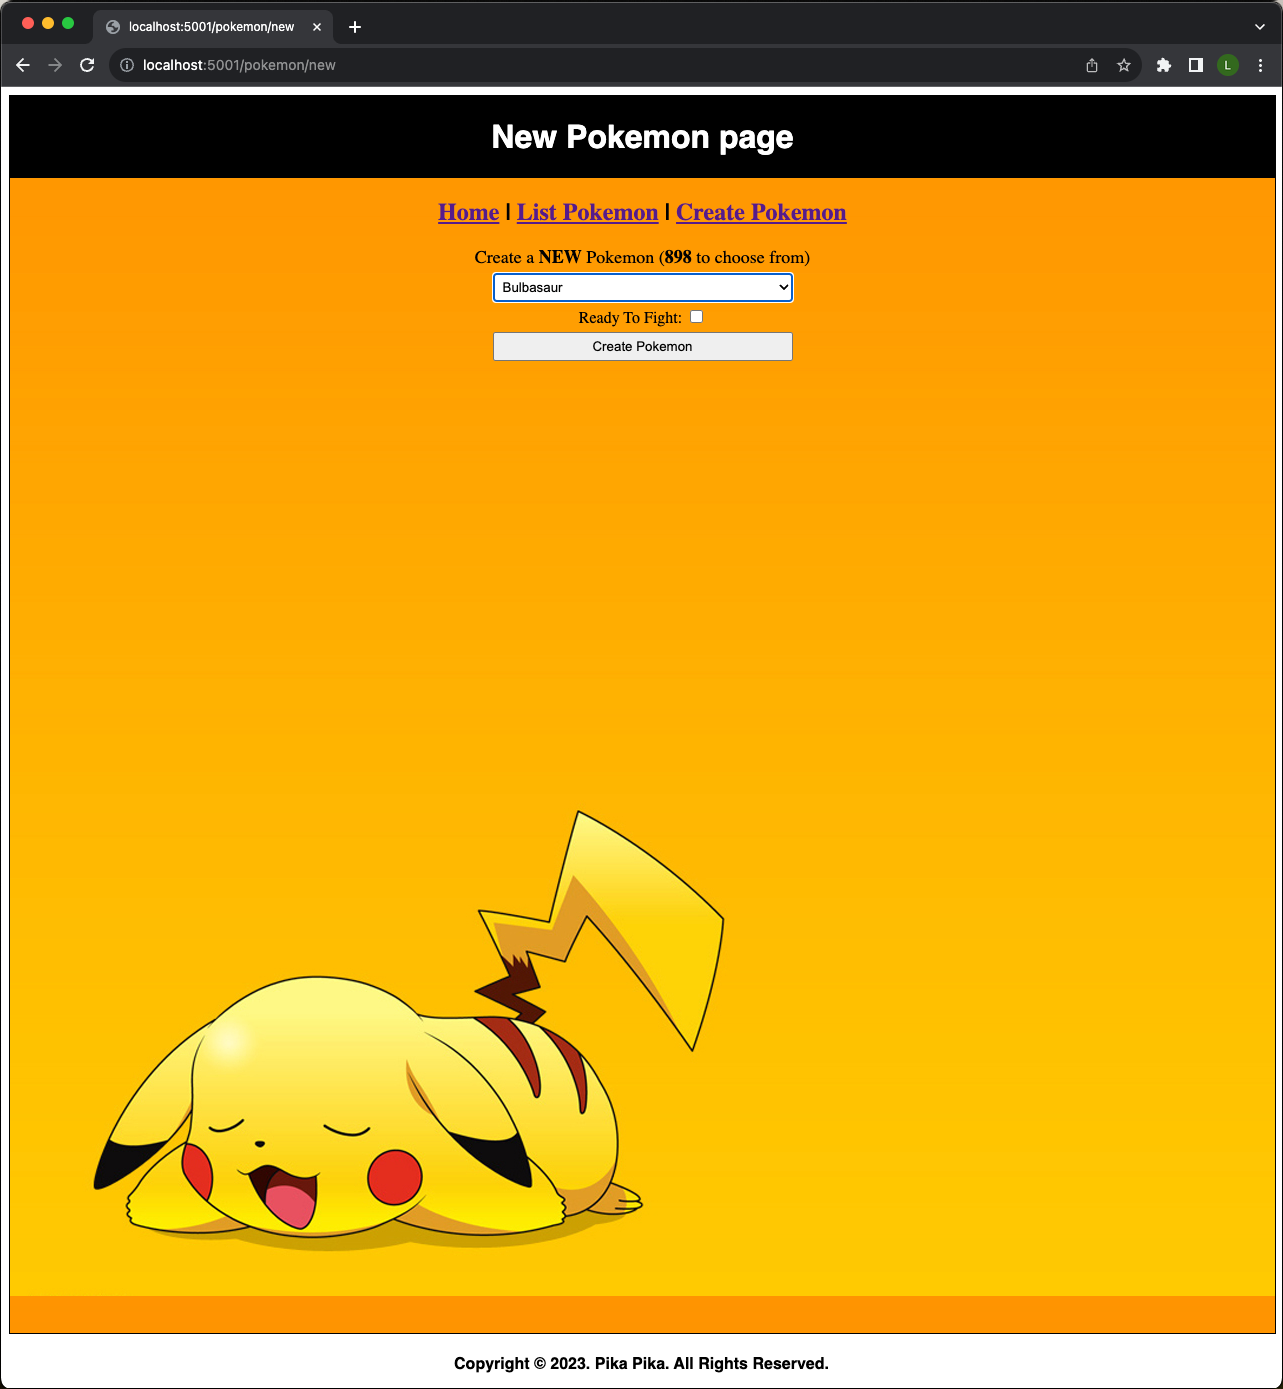 localhost:5001/pokemon/new
localhost:5001/pokemon/new
L
New Pokemon page
Home | List Pokemon | Create Pokemon
Create a NEW Pokemon (898 to choose from)
Bulbasaur
Ready To Fight:
Create Pokemon
Copyright © 2023. Pika Pika. All Rights Reserved.